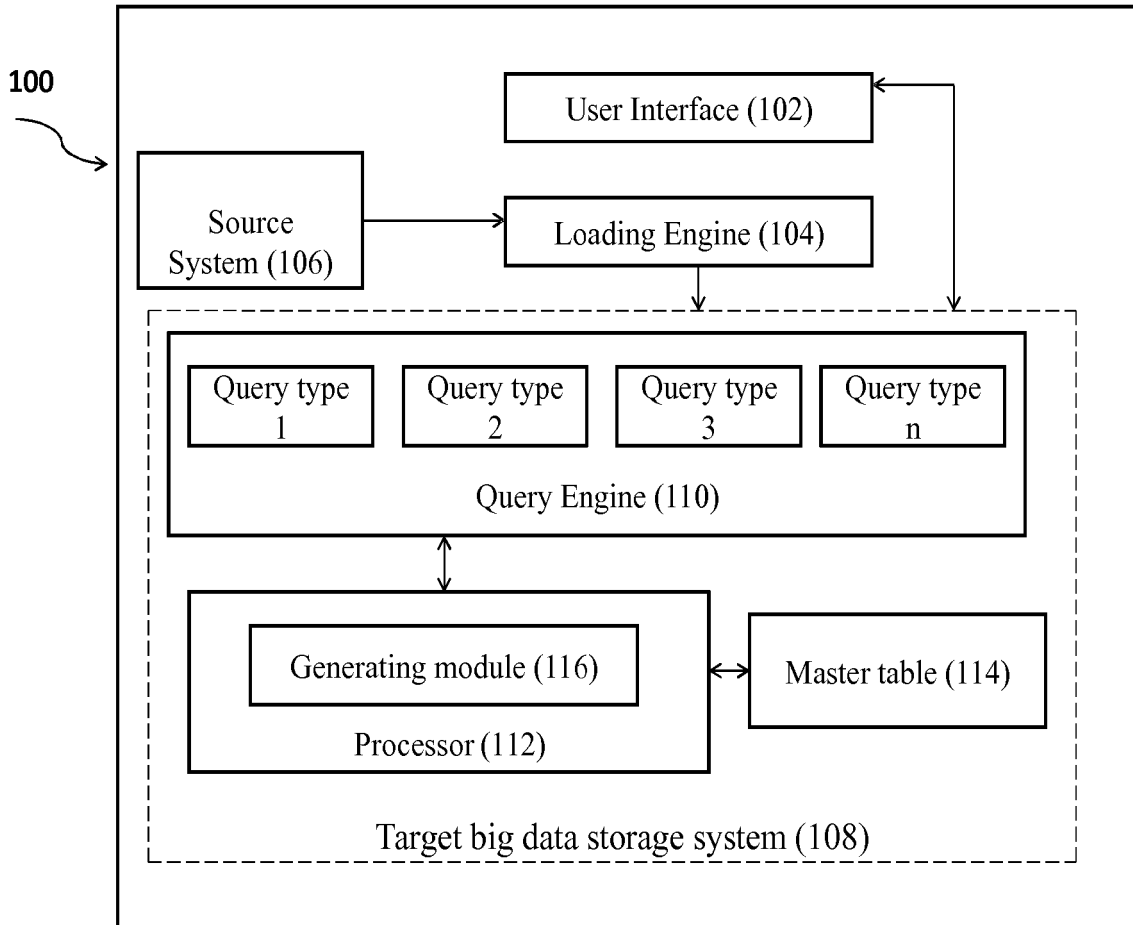 100
User Interface (102)
Source
System (106)
Loading Engine (104)
Query type
1
Query type
2
Query type
3
Query type
n
Query Engine (110)
Generating module (116)
Processor (112)
Master table (114)
Target big data storage system (108)